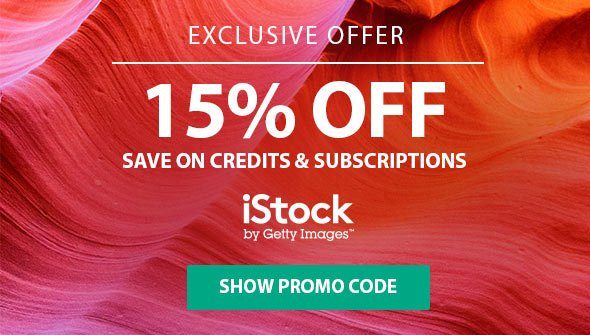 EXCLUSIVE OFFER
15% OFF
SAVE ON CREDITS & SUBSCRIPTIONS
iStock
by Getty Images™
SHOW PROMO CODE